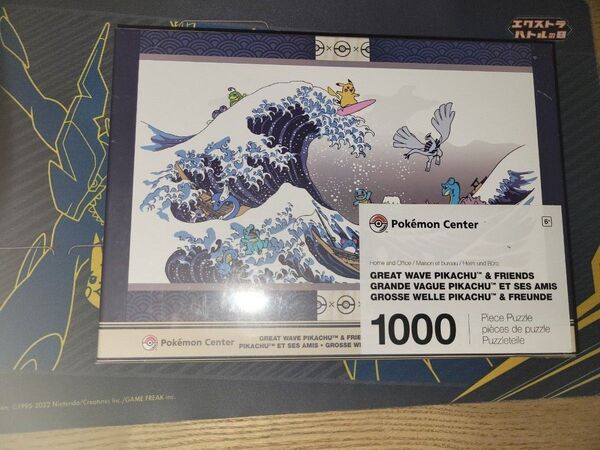 エクストラ
バトルの日
Pokémon Center
6+
Home and Office / Maison et bureau / Heim und Büro
GREAT WAVE PIKACHU™ & FRIENDS
GRANDE VAGUE PIKACHU™ ET SES AMIS
GROSSE WELLE PIKACHU™ & FREUNDE
1000
Piece Puzzle
pièces de puzzle
Puzzleteile
Pokémon Center
GREAT WAVE PIKACHU™ & FRIE
PIKACHU™ ET SES AMIS • GROSSE W
©1995-2022 Nintendo/Creatures Inc./GAME FREAK inc.